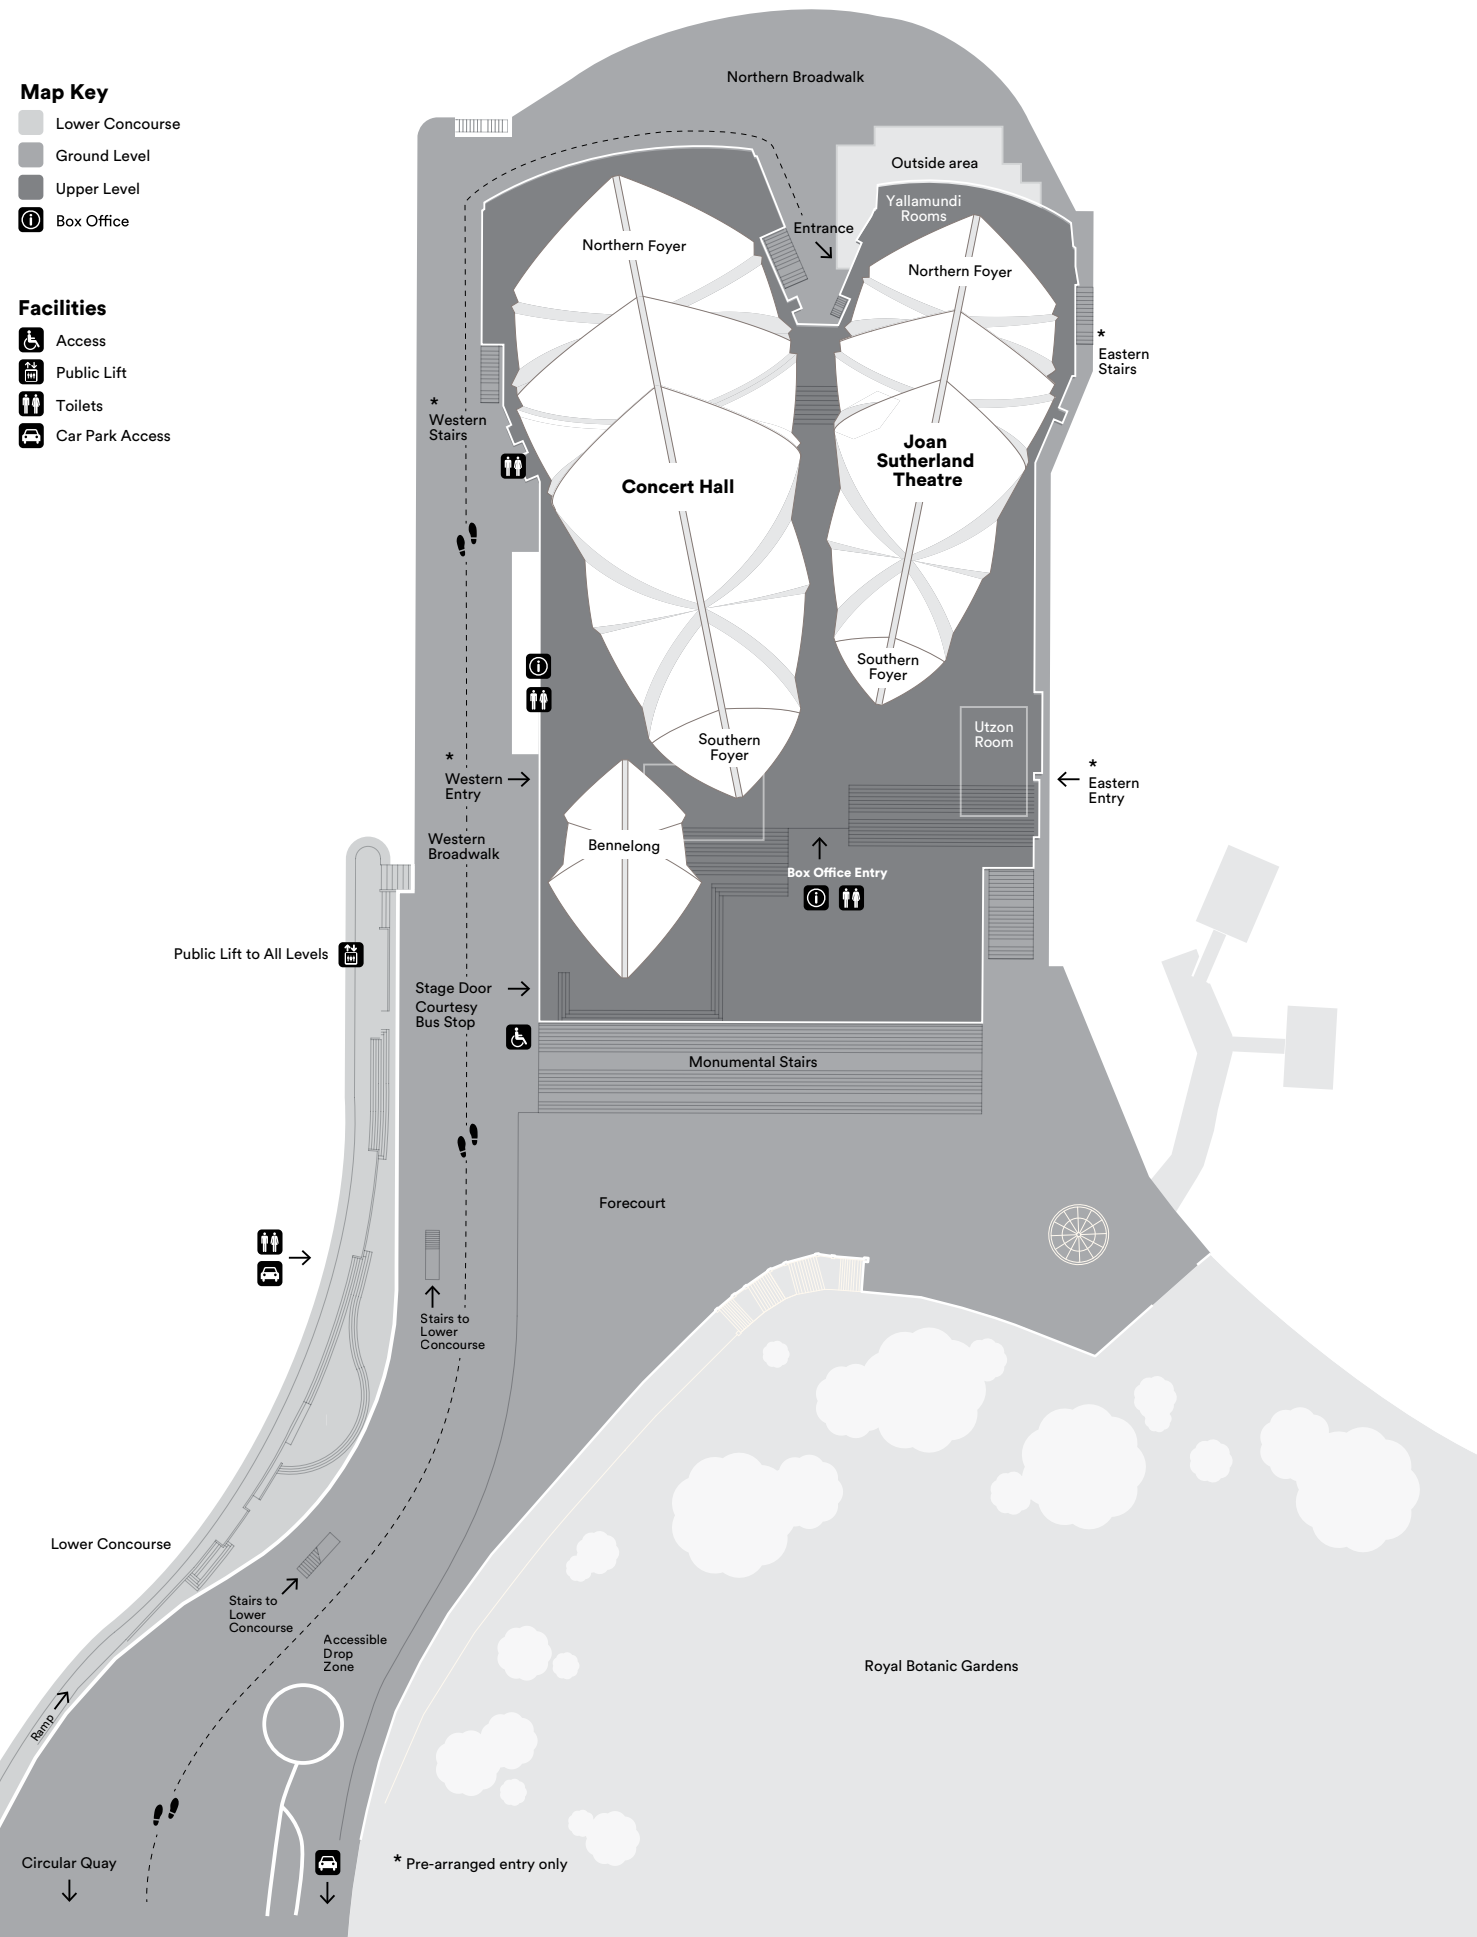 Northern Broadwalk
Map Key
Lower Concourse
Ground Level
Upper Level
Box Office
Facilities
Access
Public Lift
Toilets
Car Park Access
Outside area
Yallamundi
Rooms
Entrance
Northern Foyer
Northern Foyer
*
Eastern
Stairs
*
Western
Stairs
Concert Hall
Joan
Sutherland
Theatre
Southern
Foyer
Southern
Foyer
Utzon
Room
*
Western
Entry
*
Eastern
Entry
Western
Broadwalk
Bennelong
Box Office Entry
Public Lift to All Levels
Stage Door
Courtesy
Bus Stop
Monumental Stairs
Forecourt
Stairs to
Lower
Concourse
Lower Concourse
Stairs to
Lower
Concourse
Accessible
Drop
Zone
Ramp
Royal Botanic Gardens
Circular Quay
* Pre-arranged entry only